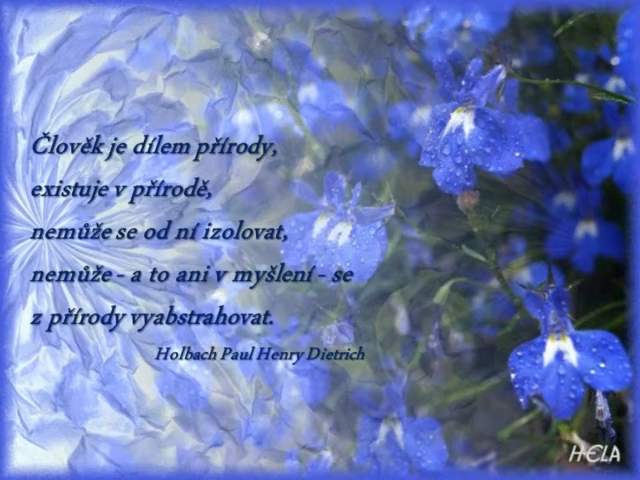 Člověk je dílem přírody,
existuje v přírodě,
nemůže se od ní izolovat,
nemůže - a to ani v myšlení - se
z přírody vyabstrahovat.
Holbach Paul Henry Dietrich
HELA